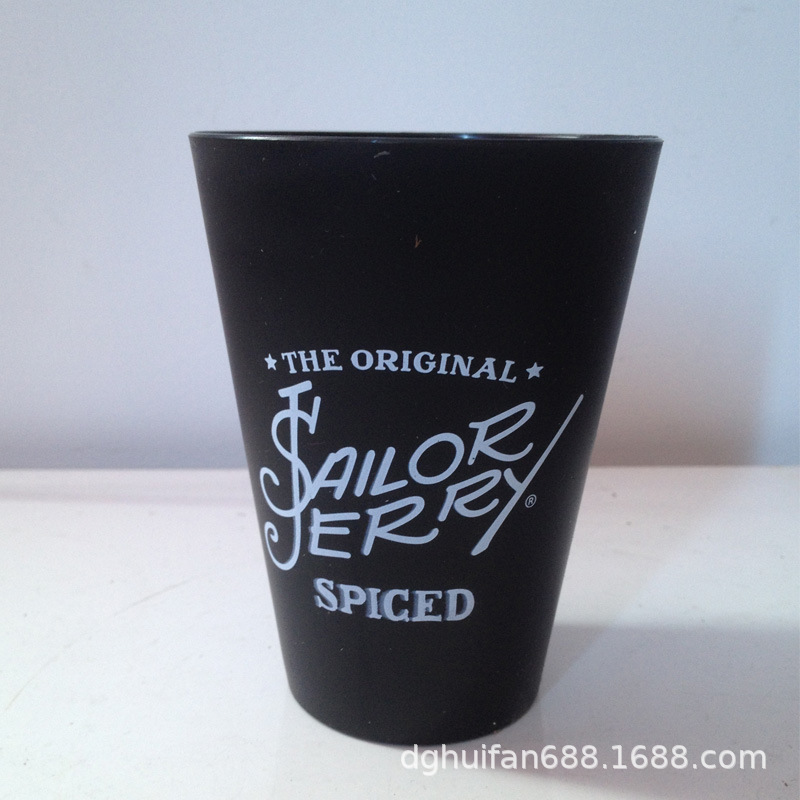 ★ THE ORIGINAL ★
SAILOR
JERRY®
SPICED
dghuifan688.1688.com